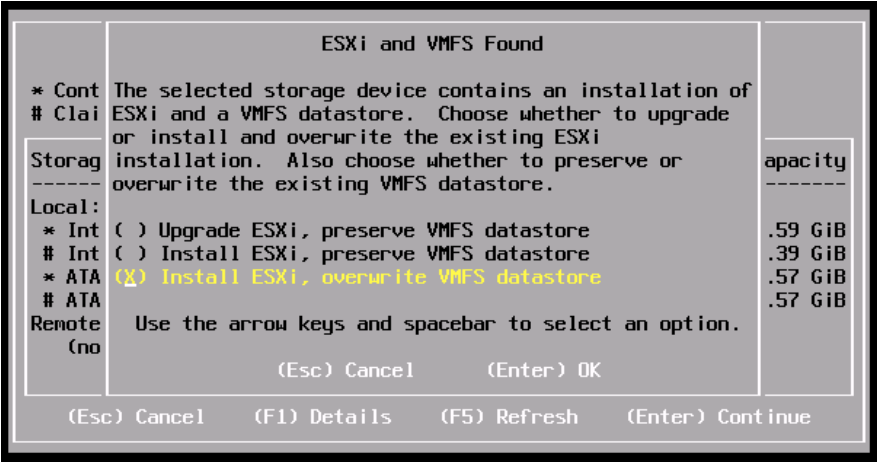 ESXi and VMFS Found
* Cont The selected storage device contains an installation of
# Clai ESXi and a VMFS datastore. Choose whether to upgrade
or install and overwrite the existing ESXi
Storag installation. Also choose whether to preserve or apacity
------ overwrite the existing VMFS datastore. -------
Local:
* Int ( ) Upgrade ESXi, preserve VMFS datastore .59 GiB
# Int ( ) Install ESXi, preserve VMFS datastore .39 GiB
* ATA (X) Install ESXi, overwrite VMFS datastore .57 GiB
# ATA .57 GiB
Remote Use the arrow keys and spacebar to select an option.
(no
(Esc) Cancel (Enter) OK
(Esc) Cancel (F1) Details (F5) Refresh (Enter) Continue